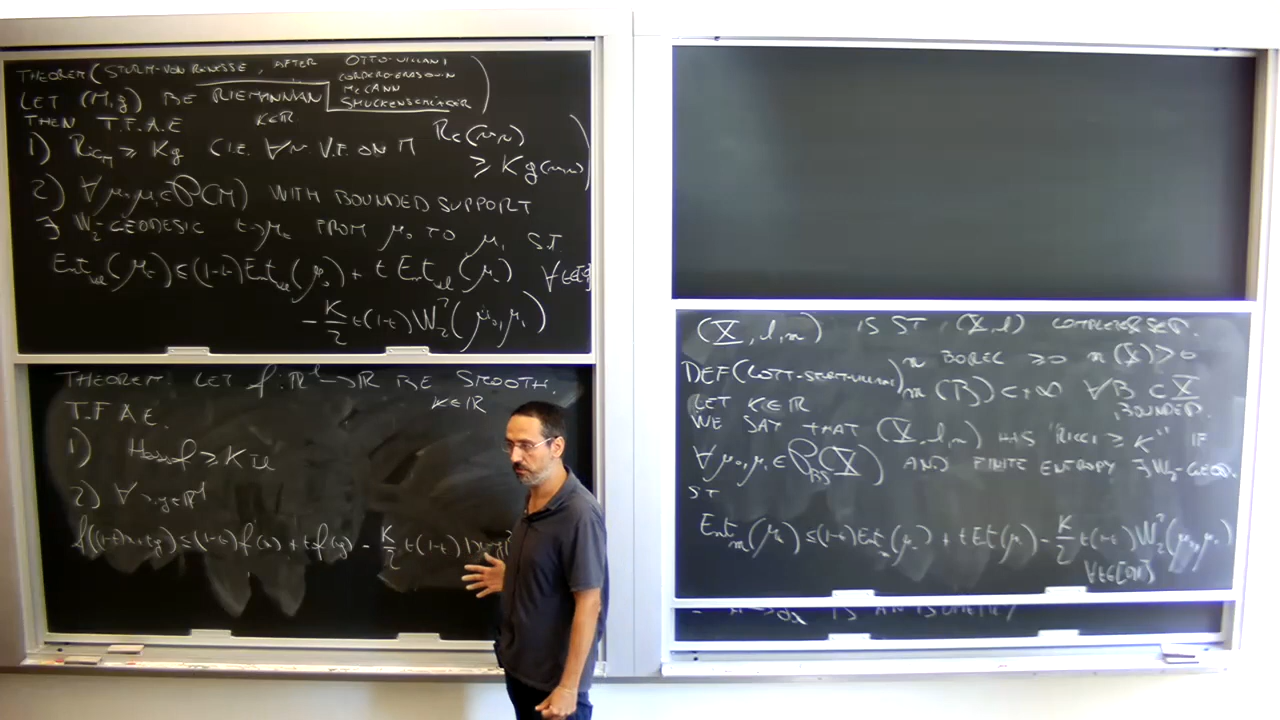 THEOREM (STURM-VON RENESSE, AFTER OTTO-VILLANI
CORDERO-ERAUSQUIN
McCANN
SHMUCKENSCHLAGER)
LET (M,g) BE RIEMANNIAN
K∈ℝ
THEN T.F.A.E
1) Ric_M ≥ Kg (I.E. ∀v V.F. ON M Ric(v,v) ≥ Kg(v,v))
2) ∀μ₀,μ₁∈P(M) WITH BOUNDED SUPPORT
∃ W₂-GEODESIC t→μ_t FROM μ₀ TO μ₁ S.T.
Ent_vol(μ_t) ≤ (1-t)Ent_vol(μ₀) + t Ent_vol(μ₁) ∀t∈[0,1]
- K/2 t(1-t) W₂²(μ₀,μ₁)
THEOREM. LET f: ℝ^d → ℝ BE SMOOTH.
K∈ℝ
T.F.A.E.
1) Hess f ≥ K Id
2) ∀x,y∈ℝ^d
f((1-t)x+ty) ≤ (1-t)f(x) + tf(y) - K/2 t(1-t)|x-y|²
(X,d,m) IS ST (X,d) COMPLETE & SEP.
m BOREL ≥0 m(X)>0
DEF (LOTT-STURM-VILLANI) m(B)<+∞ ∀B⊂X
BOUNDED.
LET K∈ℝ
WE SAY THAT (X,d,m) HAS "RICCI ≥ K" IF
∀μ₀,μ₁∈P_BS(X) AND FINITE ENTROPY ∃W₂-GEOD.
ST
Ent_m(μ_t) ≤ (1-t)Ent_m(μ₀) + t Ent(μ₁) - K/2 t(1-t)W₂²(μ₀,μ₁)
∀t∈[0,1]
IS AN ISOMETRY